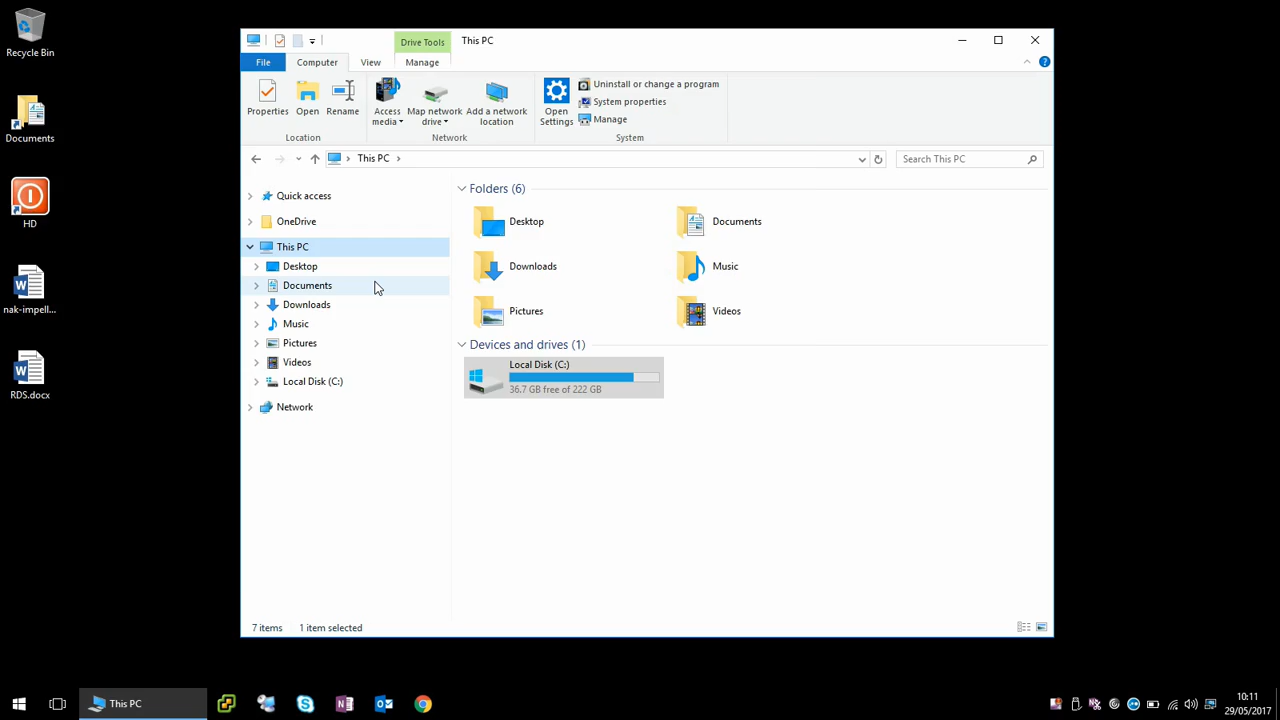 Recycle Bin
Documents
HD
nak-impell...
RDS.docx
Drive Tools
This PC
File
Computer
View
Manage
Properties
Open
Rename
Location
Access media
Map network drive
Add a network location
Network
Open Settings
Uninstall or change a program
System properties
Manage
System
This PC
Search This PC
Quick access
OneDrive
This PC
Desktop
Documents
Downloads
Music
Pictures
Videos
Local Disk (C:)
Network
Folders (6)
Desktop
Documents
Downloads
Music
Pictures
Videos
Devices and drives (1)
Local Disk (C:)
36.7 GB free of 222 GB
7 items
1 item selected
This PC
10:11
29/05/2017